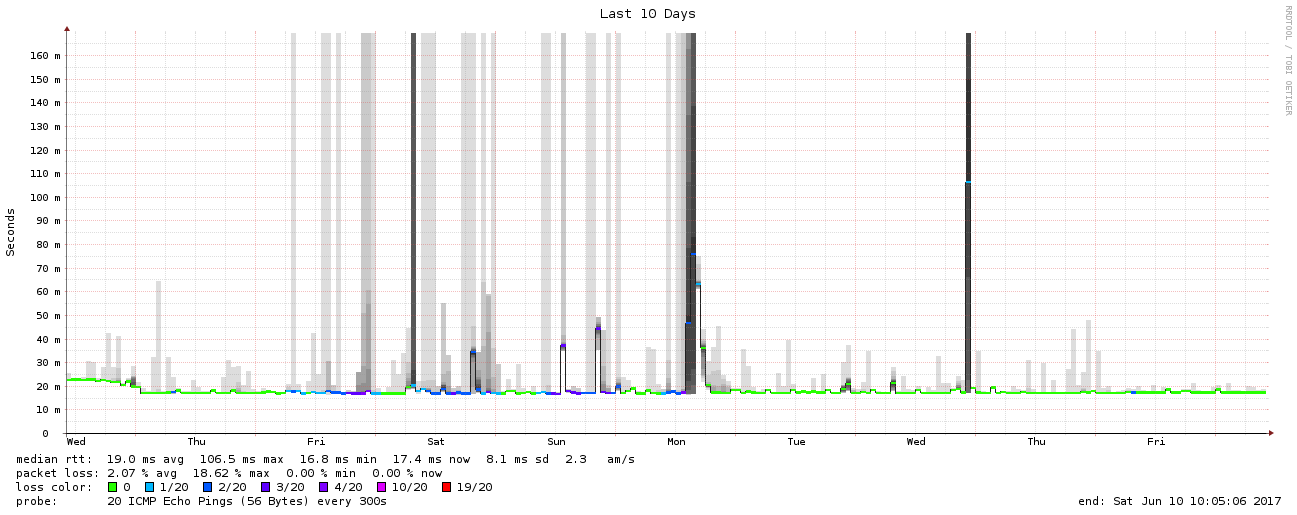 Last 10 Days
RRDTOOL / TOBI OETIKER
Seconds
160 m
150 m
140 m
130 m
120 m
110 m
100 m
90 m
80 m
70 m
60 m
50 m
40 m
30 m
20 m
10 m
0
Wed Thu Fri Sat Sun Mon Tue Wed Thu Fri
median rtt: 19.0 ms avg 106.5 ms max 16.8 ms min 17.4 ms now 8.1 ms sd 2.3 am/s
packet loss: 2.07 % avg 18.62 % max 0.00 % min 0.00 % now
loss color: 0 1/20 2/20 3/20 4/20 10/20 19/20
probe: 20 ICMP Echo Pings (56 Bytes) every 300s end: Sat Jun 10 10:05:06 2017